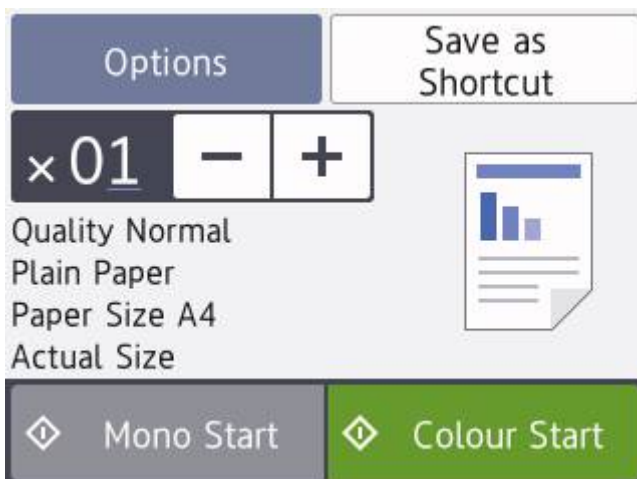 Options
Save as
Shortcut
×01
− +
Quality Normal
Plain Paper
Paper Size A4
Actual Size
Mono Start
Colour Start